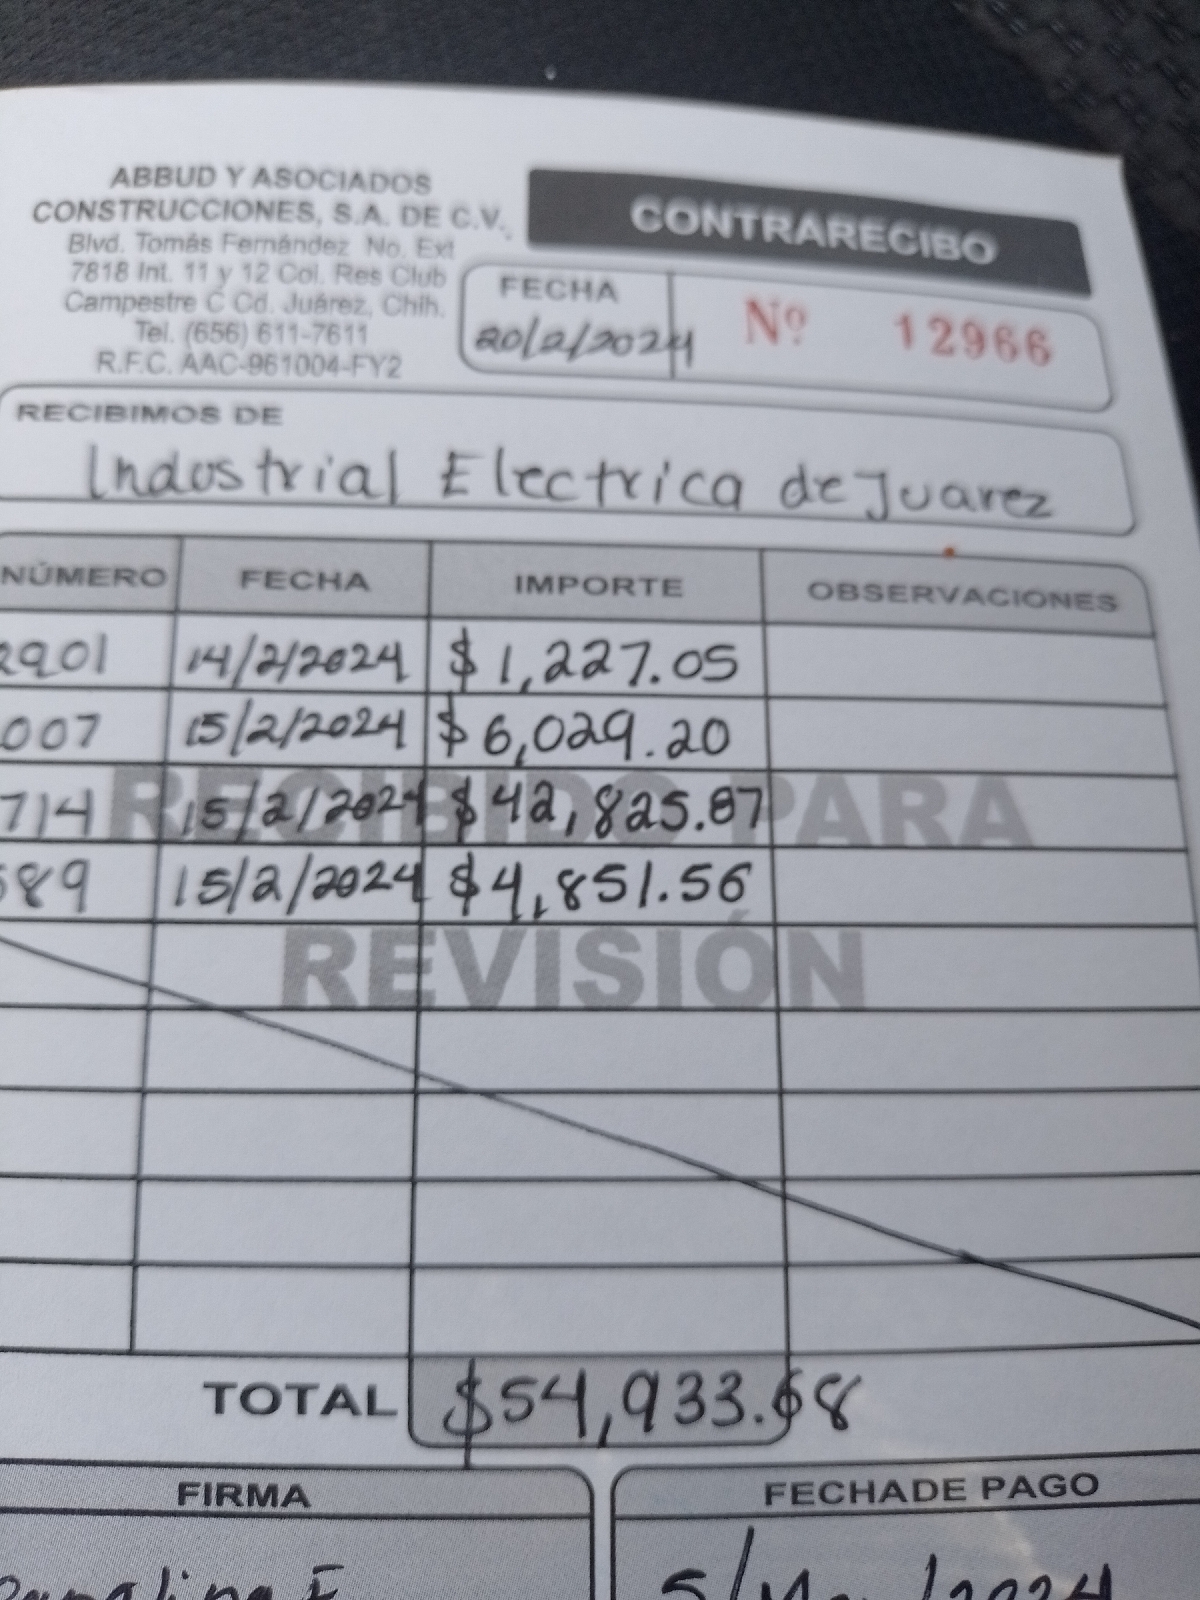 ABBUD Y ASOCIADOS
CONSTRUCCIONES, S.A. DE C.V.
Blvd. Tomás Fernández No. Ext
7818 Int. 11 y 12 Col. Res Club
Campestre C Cd. Juárez, Chih.
Tel. (656) 611-7611
R.F.C. AAC-961004-FY2
CONTRARECIBO
FECHA
20/2/2024
Nº 12966
RECIBIMOS DE
Industrial Electrica de Juarez
NÚMERO FECHA IMPORTE OBSERVACIONES
2901 14/2/2024 $1,227.05
007 15/2/2024 $6,029.20
714 15/2/2024 $42,825.87
589 15/2/2024 $4,851.56
RECIBIDO PARA
REVISIÓN
TOTAL $54,933.68
FIRMA
FECHADE PAGO